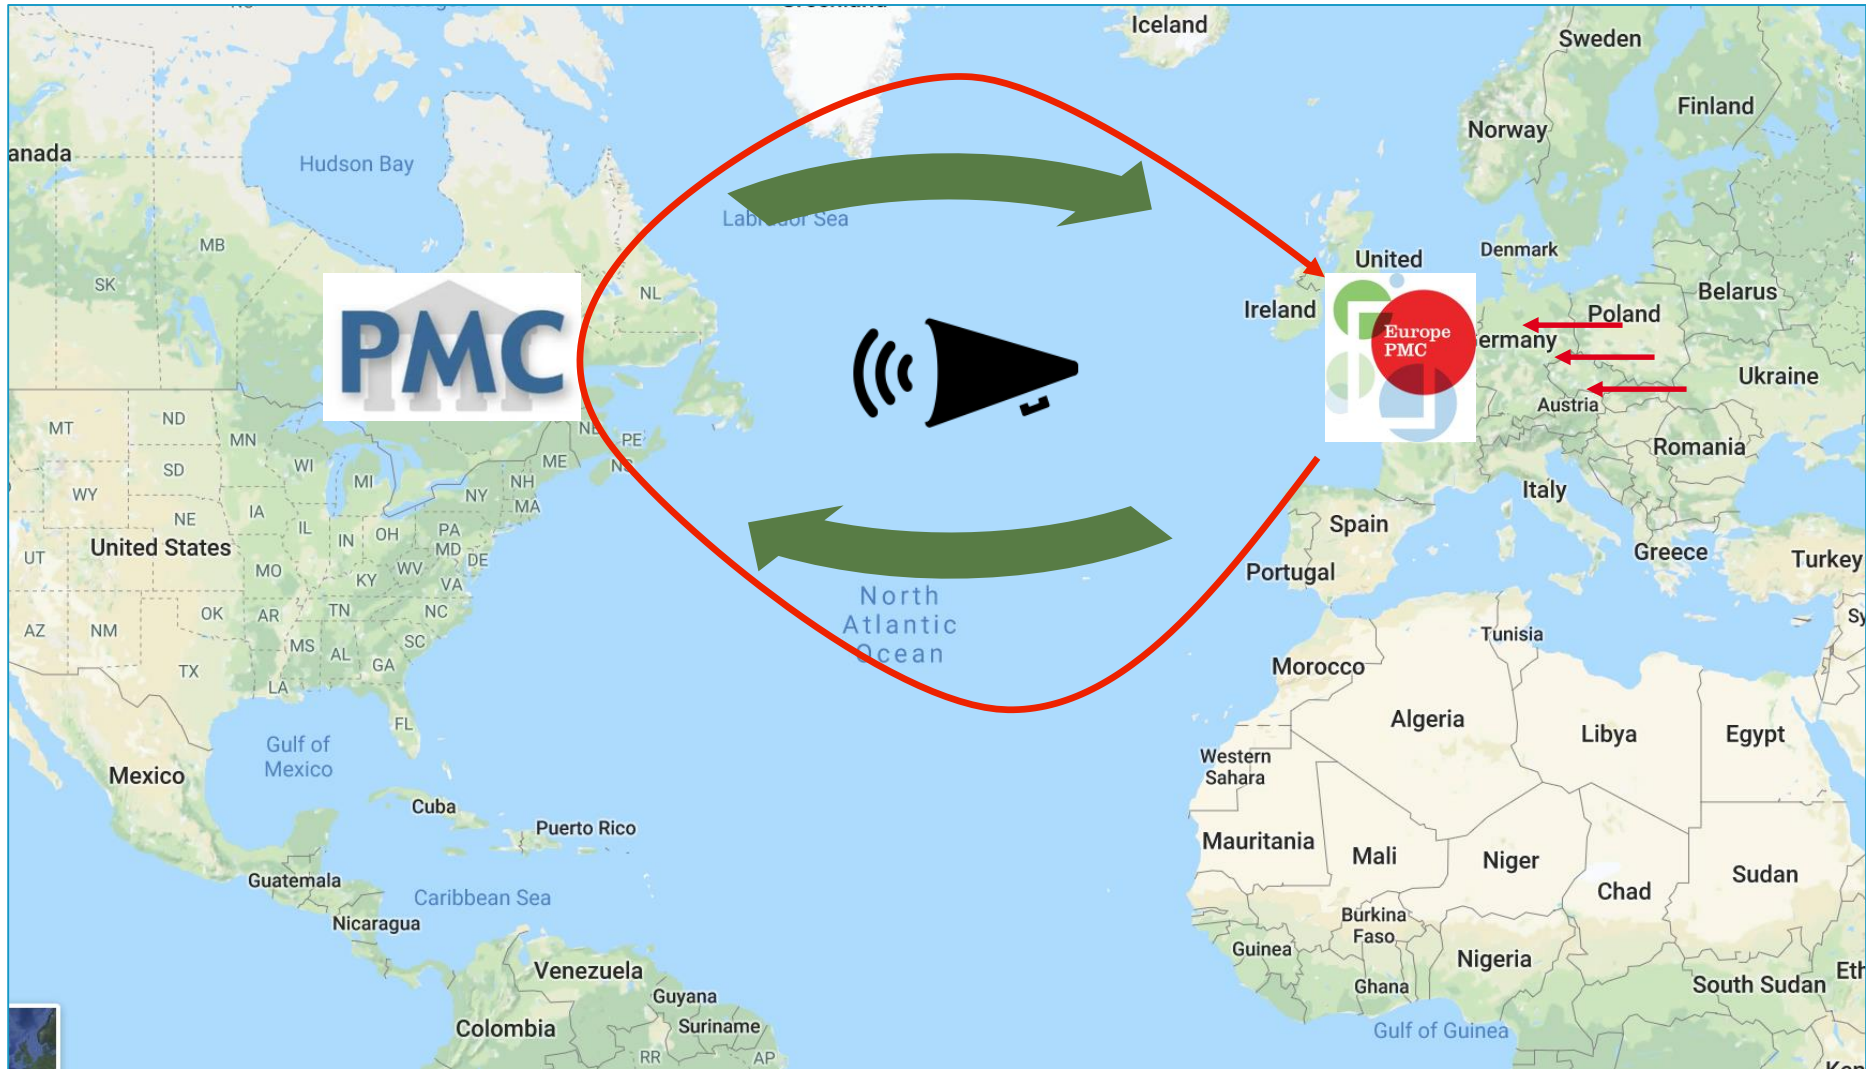 Iceland
Sweden
Finland
Norway
anada
Hudson Bay
Labrador Sea
MB
SK
NL
United
Denmark
Ireland
Poland
Belarus
PMC
Europe
PMC
ermany
Ukraine
Austria
Romania
MT
ND
MN
SD
WI
MI
WY
NY
NH
ME
MA
PE
NS
Italy
NE
IA
IL
IN
OH
PA
MD
DE
UT
United States
MO
KY
WV
VA
Spain
Greece
Turkey
Portugal
North
Atlantic
Ocean
OK
AR
TN
NC
AZ
NM
MS
AL
GA
SC
TX
LA
FL
Tunisia
Sy
Morocco
Algeria
Libya
Egypt
Gulf of
Mexico
Mexico
Western
Sahara
Cuba
Puerto Rico
Mauritania
Mali
Niger
Chad
Sudan
Guatemala
Caribbean Sea
Nicaragua
Burkina
Faso
Guinea
Nigeria
Ghana
South Sudan
Eth
Venezuela
Guyana
Suriname
Colombia
RR
AP
Gulf of Guinea